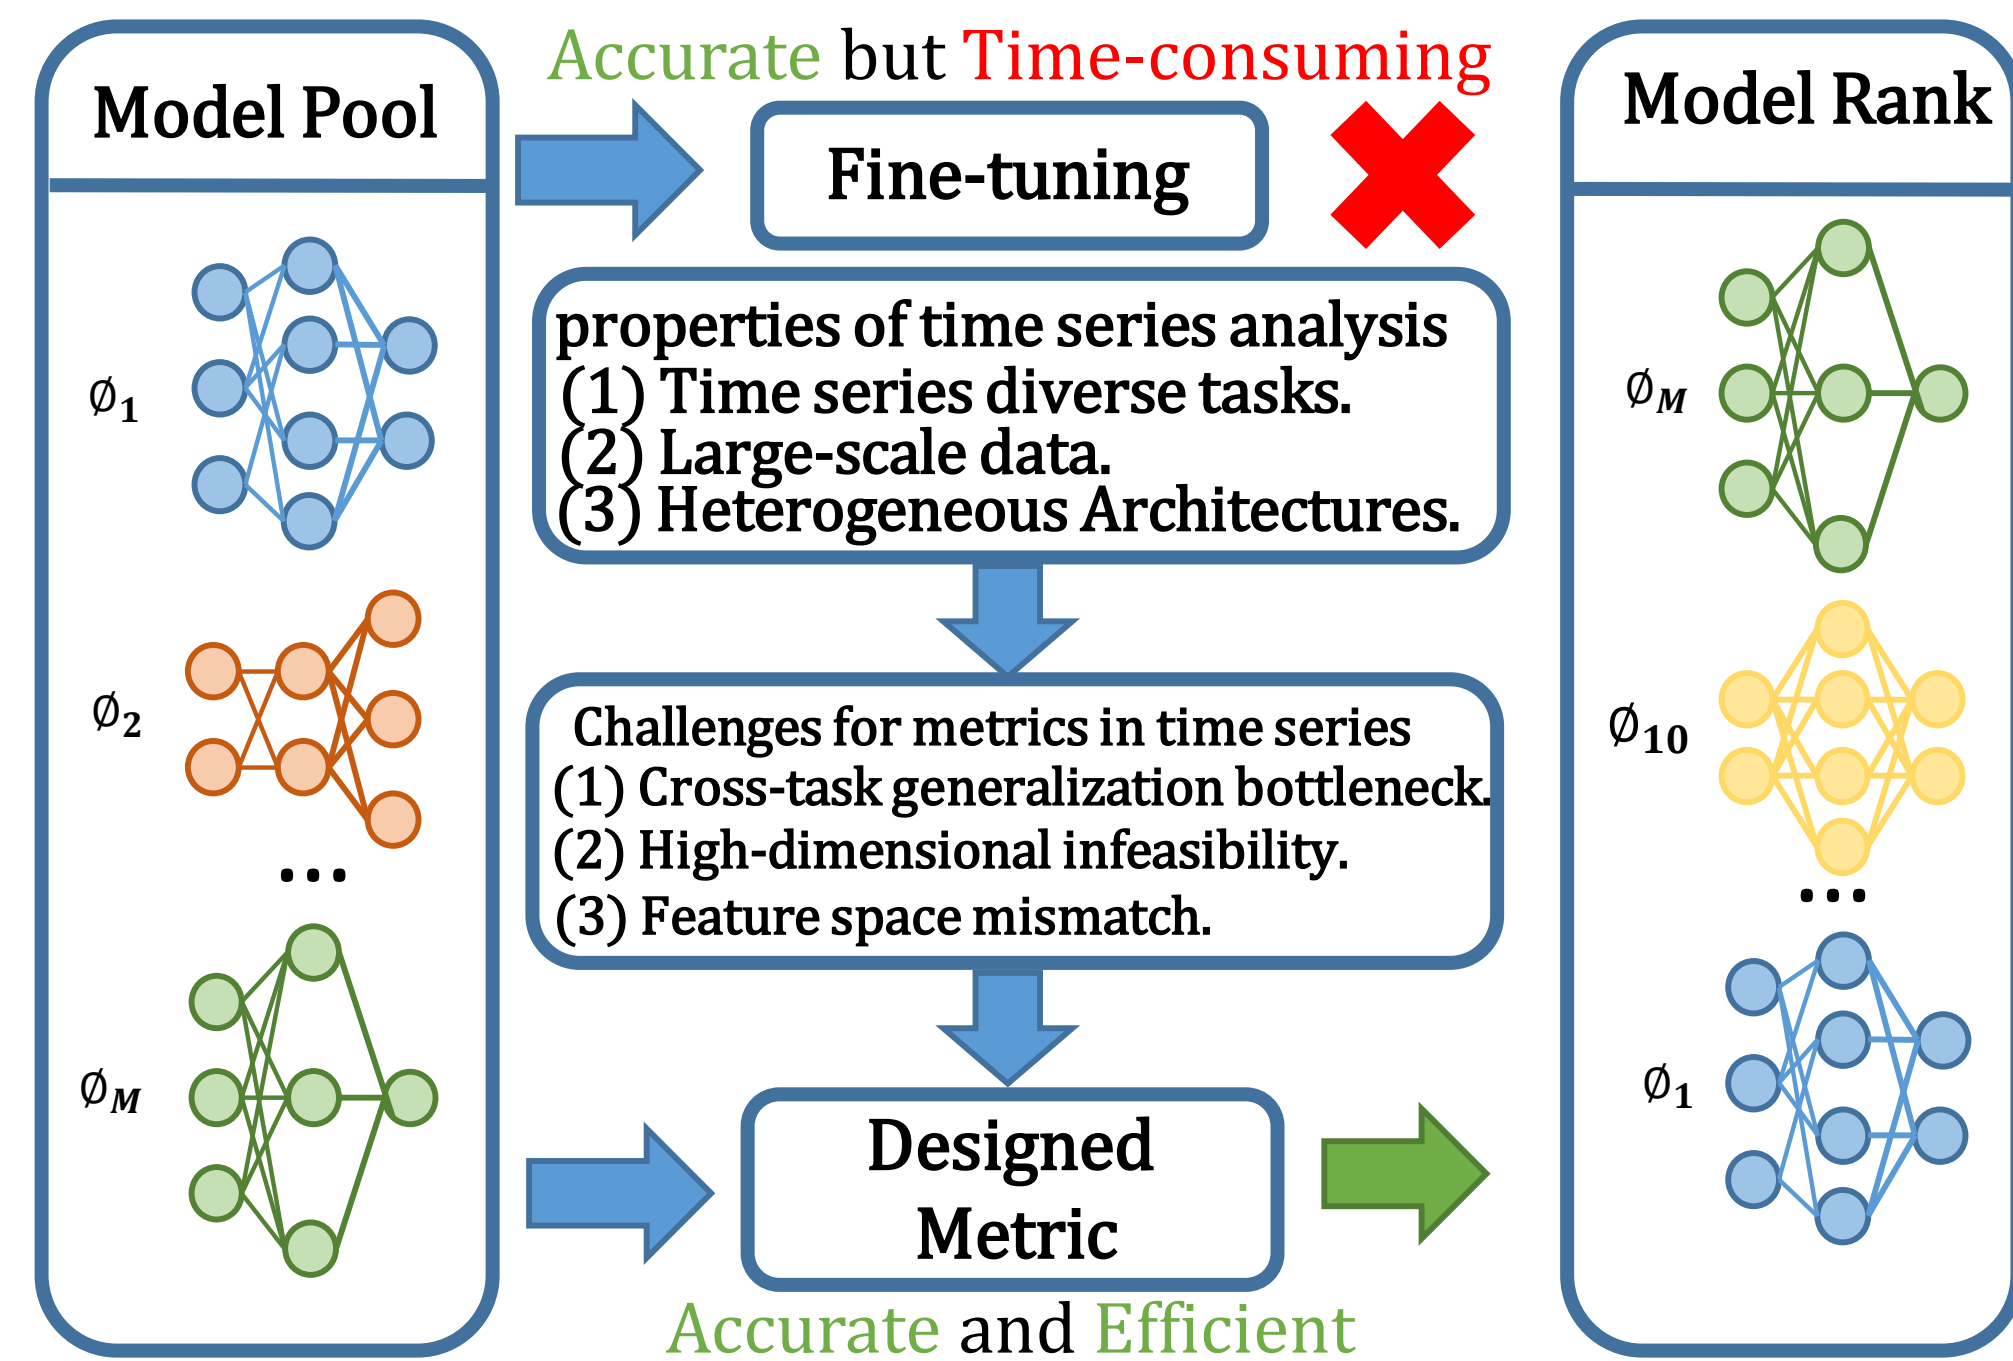 Model Pool
∅1
∅2
...
∅M
Accurate but Time-consuming
Fine-tuning
properties of time series analysis
(1) Time series diverse tasks.
(2) Large-scale data.
(3) Heterogeneous Architectures.
Challenges for metrics in time series
(1) Cross-task generalization bottleneck.
(2) High-dimensional infeasibility.
(3) Feature space mismatch.
Designed
Metric
Accurate and Efficient
Model Rank
∅M
∅10
...
∅1